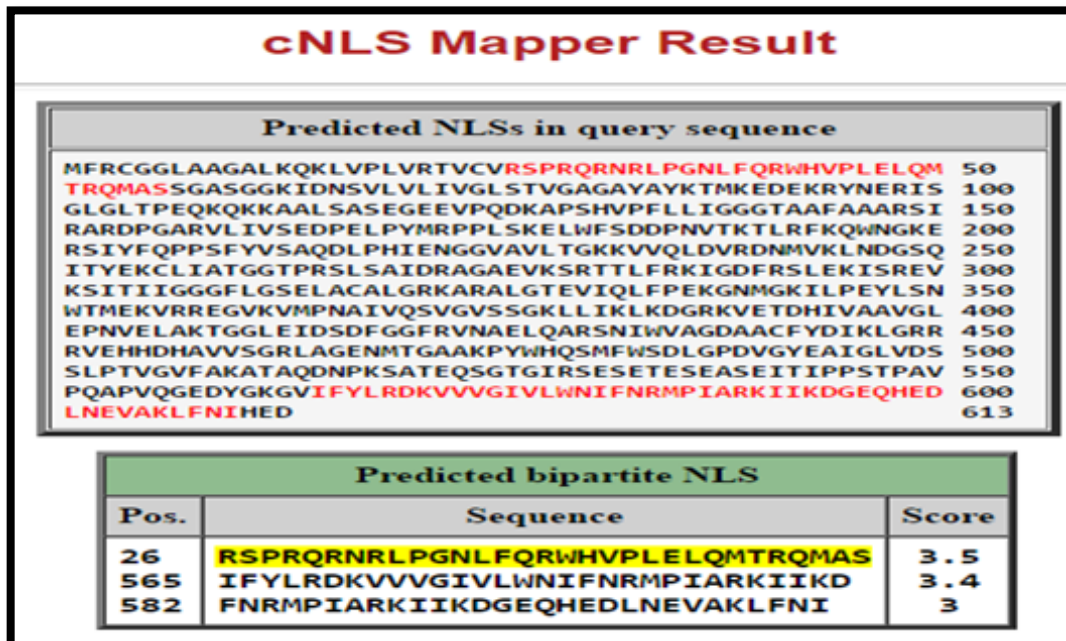 cNLS Mapper Result
Predicted NLSs in query sequence
MFRCGGLAAGALKQKLVPLVRTVCVRSPRQRNRLPGNLFQRWHVPLELQM 50
TRQMASSGASGGKIDNSVLVLIVGLSTVGAGAYAYKTMKEDEKRYNERIS 100
GLGLTPEQKQKKAALSASEGEEVPQDKAPSHVPFLLIGGGTAAFAAARSI 150
RARDPGARVLIVSEDPELPYMRPPLSKELWFSDDPNVTKTLRFKQWNGKE 200
RSIYFQPPSFYVSAQDLPHIENGGVAVLTGKKVVQLDVRDNMVKLNDGSQ 250
ITYEKCLIATGGTPRSLSAIDRAGAEVKSRTTLFRKIGDFRSLEKISREV 300
KSITIIGGGFLGSELACALGRKARALGTEVIQLFPEKGNMGKILPEYLSN 350
WTMEKVRREGVKVMPNAIVQSVGVSSGKLLIKLKDGRKVETDHIVAAVGL 400
EPNVELAKTGGLEIDSDFGGFRVNAELQARSNIWVAGDAACFYDIKLGRR 450
RVEHHDHAVVSGRLAGENMTGAAKPYWHQSMFWSDLGPDVGYEAIGLVDS 500
SLPTVGVFAKATAQDNPKSATEQSGTGIRSESETESEASEITIPPSTPAV 550
PQAPVQGEDYGKGVIFYLRDKVVVGIVLWNIFNRMPIARKIIKDGEQHED 600
LNEVAKLFNIHED 613
Predicted bipartite NLS
Pos. Sequence Score
26 RSPRQRNRLPGNLFQRWHVPLELQMTRQMAS 3.5
565 IFYLRDKVVVGIVLWNIFNRMPIARKIIKD 3.4
582 FNRMPIARKIIKDGEQHEDLNEVAKLFNI 3